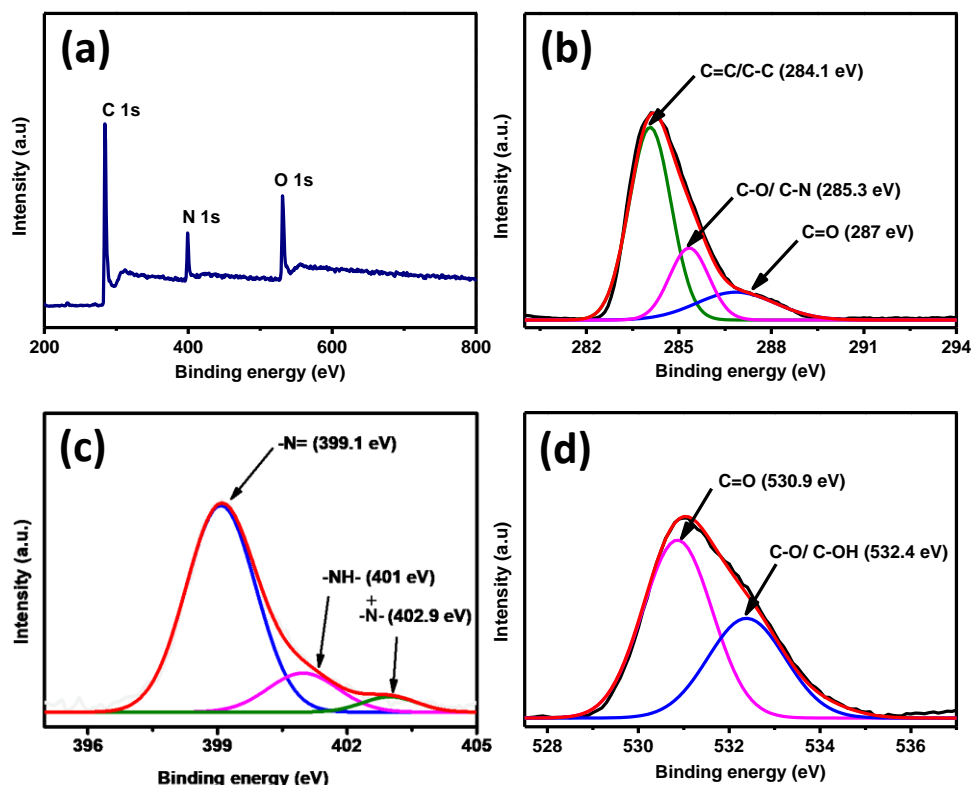 (a)
C 1s
N 1s
O 1s
Intensity (a.u)
200 400 600 800
Binding energy (eV)
(b)
C=C/C-C (284.1 eV)
C-O/ C-N (285.3 eV)
C=O (287 eV)
Intensity (a.u.)
282 285 288 291 294
Binding energy (eV)
(c)
-N= (399.1 eV)
-NH- (401 eV)
+
-N- (402.9 eV)
Intensity (a.u.)
396 399 402 405
Binding energy (eV)
(d)
C=O (530.9 eV)
C-O/ C-OH (532.4 eV)
Intensity (a.u.)
528 530 532 534 536
Binding energy (eV)